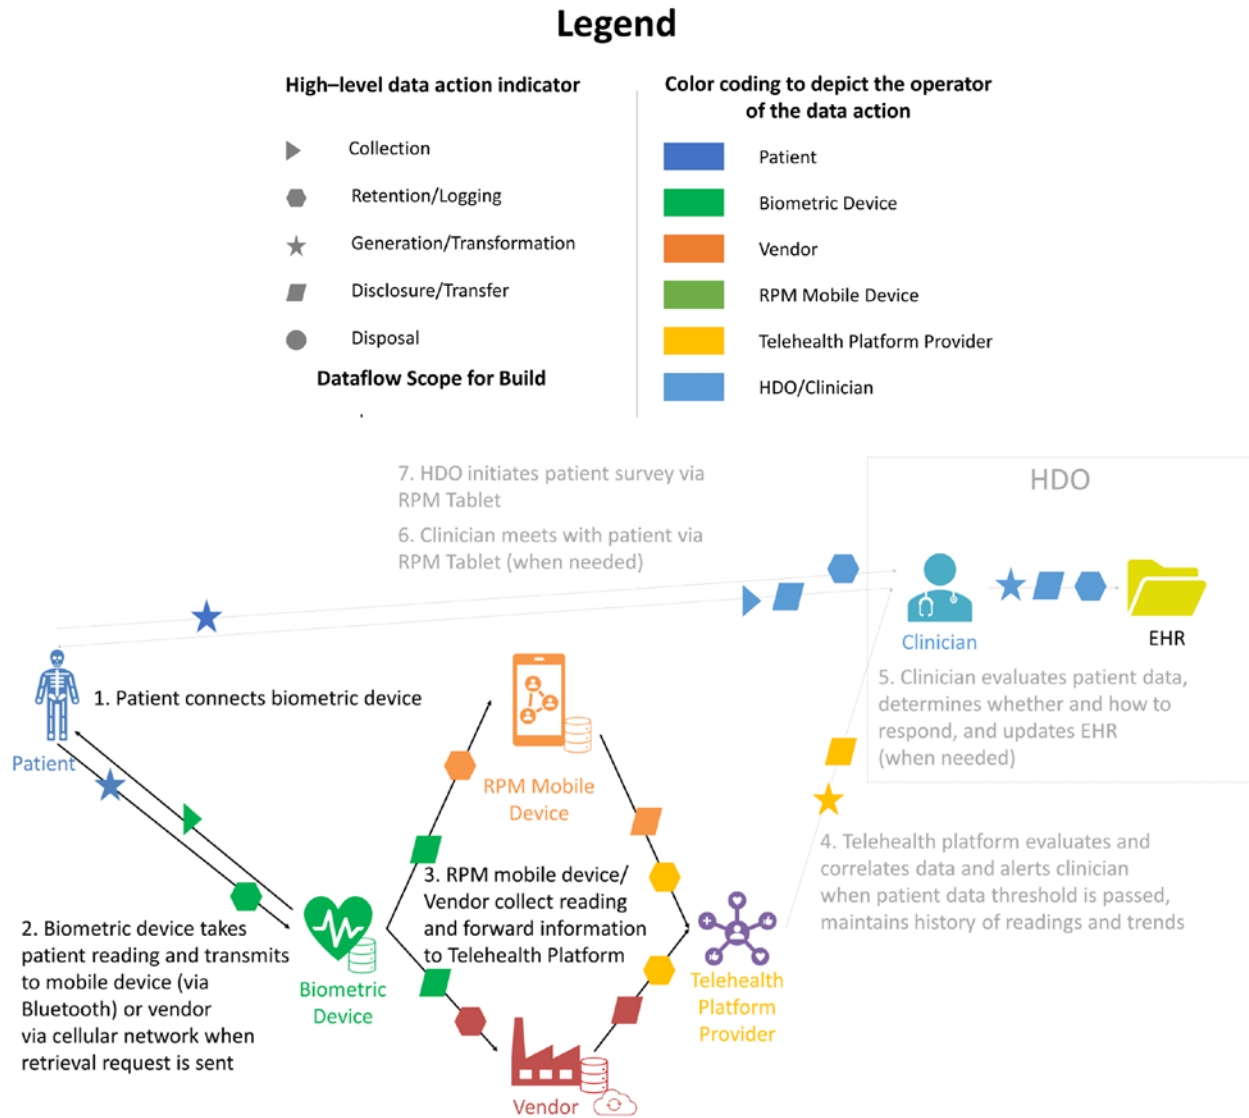 Legend
High–level data action indicator
Collection
Retention/Logging
Generation/Transformation
Disclosure/Transfer
Disposal
Dataflow Scope for Build
Color coding to depict the operator
of the data action
Patient
Biometric Device
Vendor
RPM Mobile Device
Telehealth Platform Provider
HDO/Clinician
7. HDO initiates patient survey via
RPM Tablet
6. Clinician meets with patient via
RPM Tablet (when needed)
HDO
Clinician
EHR
5. Clinician evaluates patient data,
determines whether and how to
respond, and updates EHR
(when needed)
1. Patient connects biometric device
Patient
RPM Mobile
Device
4. Telehealth platform evaluates and
correlates data and alerts clinician
when patient data threshold is passed,
maintains history of readings and trends
3. RPM mobile device/
Vendor collect reading
and forward information
to Telehealth Platform
2. Biometric device takes
patient reading and transmits
to mobile device (via
Bluetooth) or vendor
via cellular network when
retrieval request is sent
Biometric
Device
Telehealth
Platform
Provider
Vendor